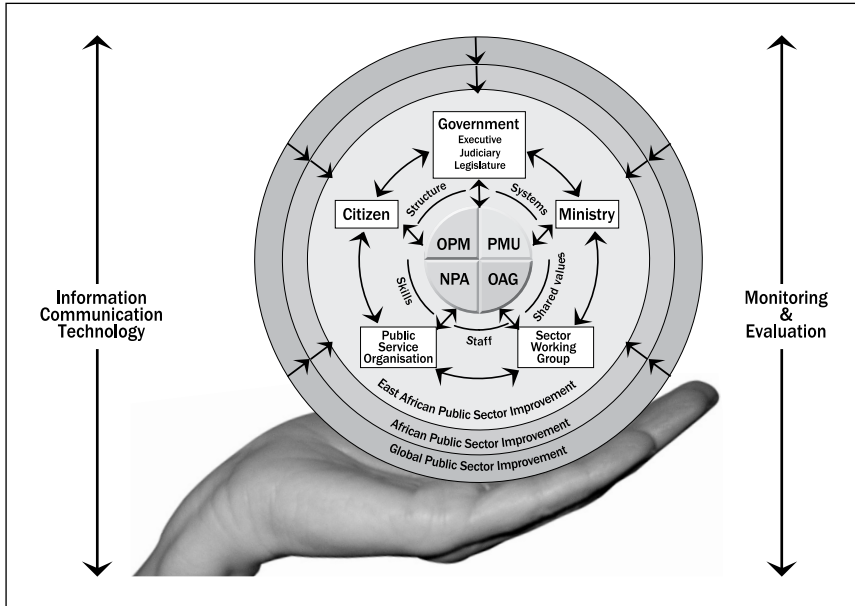 Government
Executive
Judiciary
Legislature
Structure
Systems
Citizen
Ministry
OPM
PMU
NPA
OAG
Skills
Shared values
Information
Communication
Technology
Monitoring
&
Evaluation
Public
Service
Organisation
Staff
Sector
Working
Group
East African Public Sector Improvement
African Public Sector Improvement
Global Public Sector Improvement